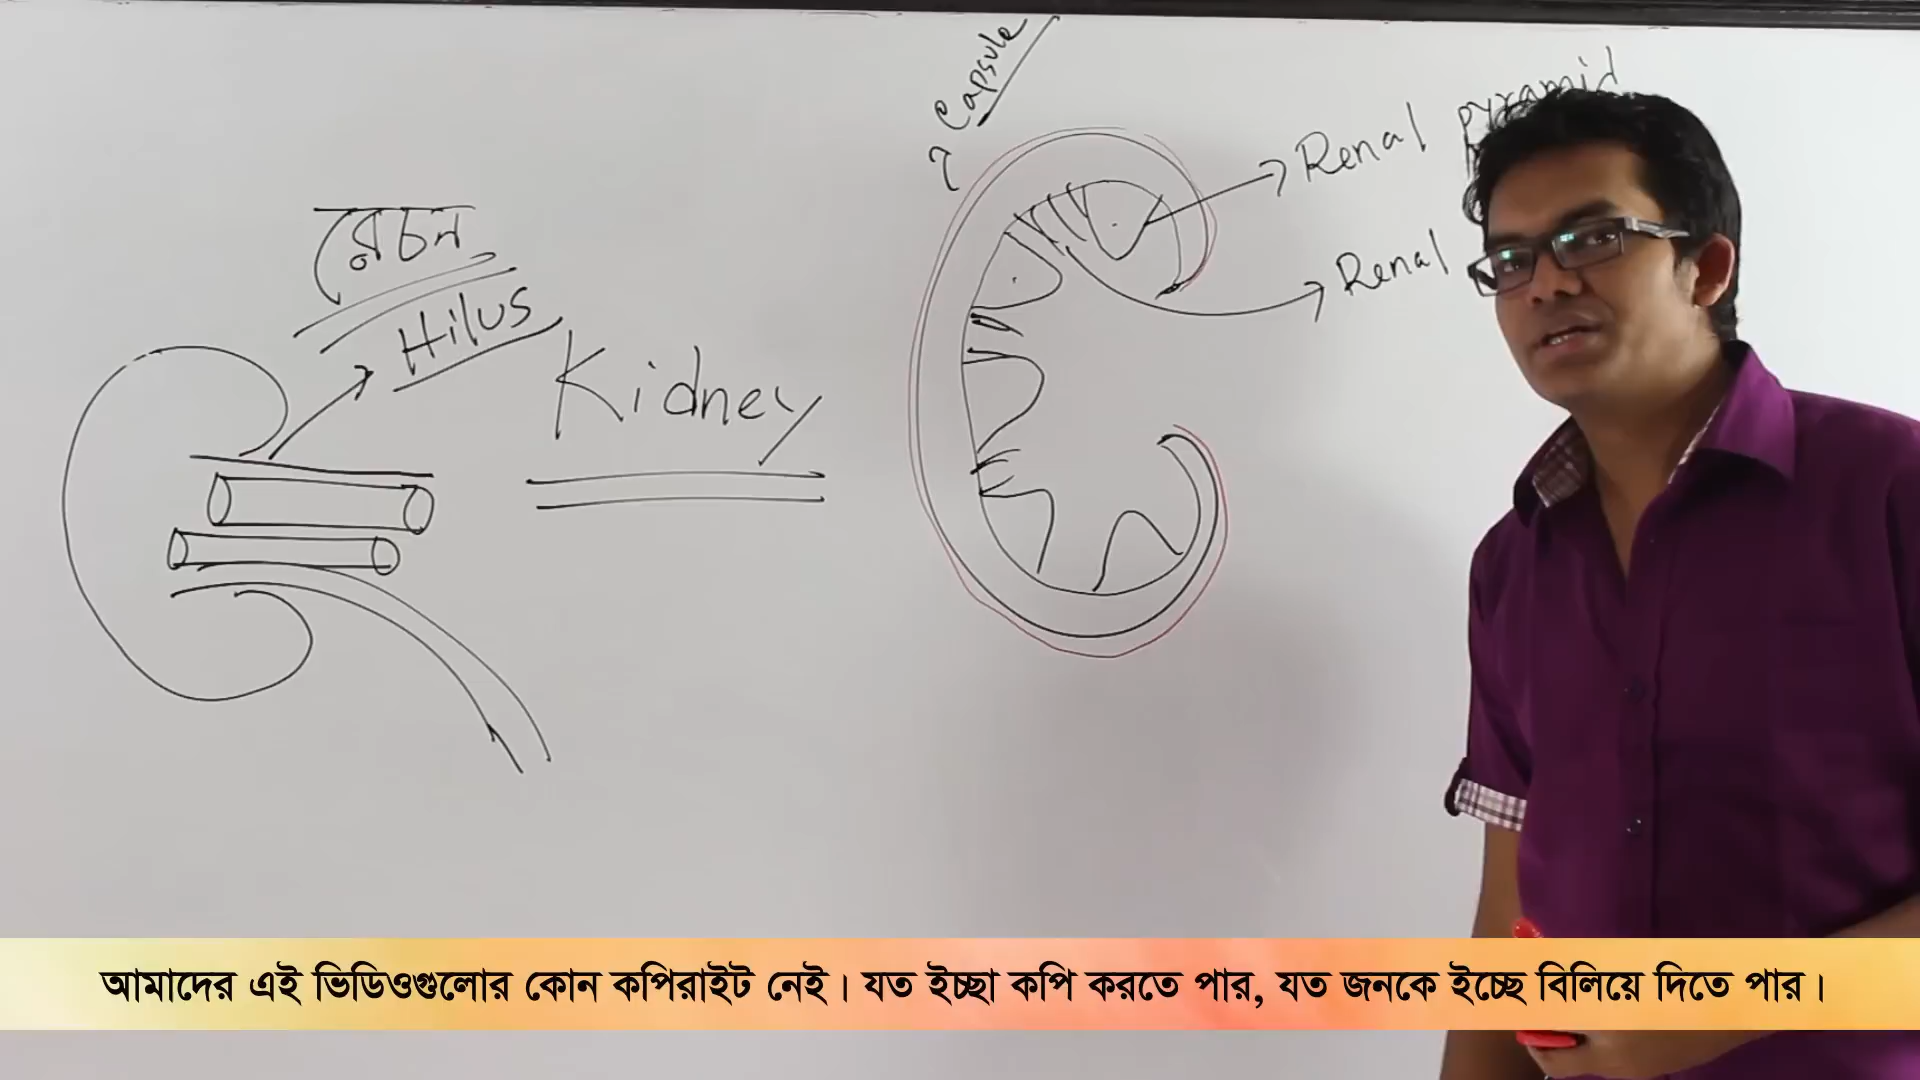 রেচন
Hilus
Kidney
Capsule
Renal pyramid
Renal
আমাদের এই ভিডিওগুলোর কোন কপিরাইট নেই। যত ইচ্ছা কপি করতে পার, যত জনকে ইচ্ছে বিলিয়ে দিতে পার।